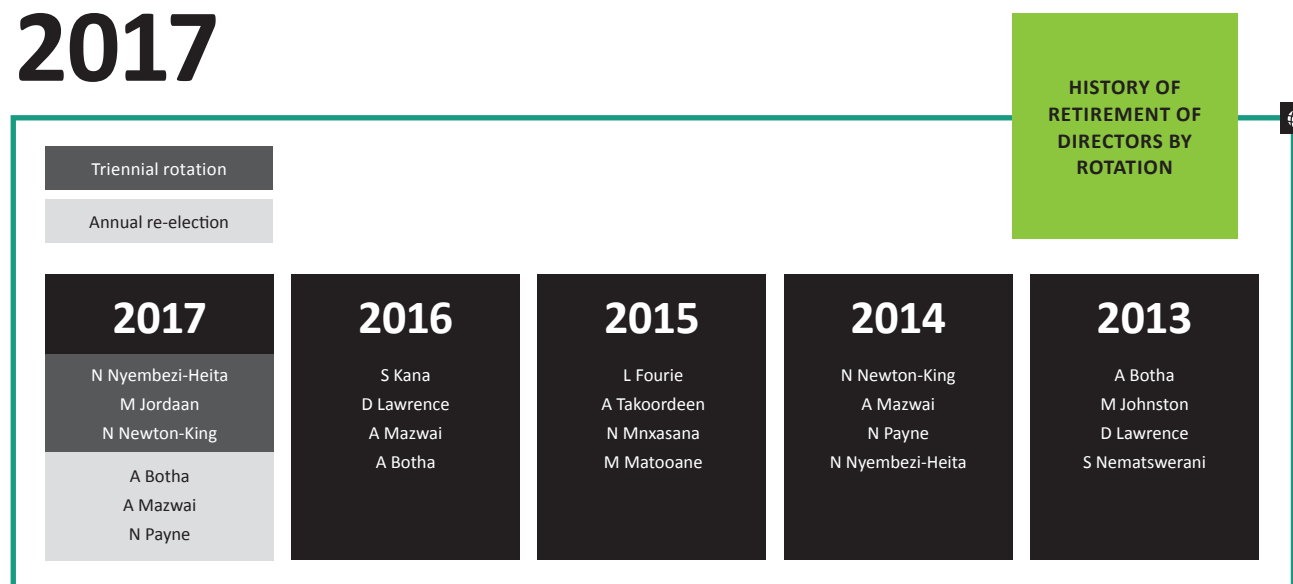 2017
HISTORY OF
RETIREMENT OF
DIRECTORS BY
ROTATION
Triennial rotation
Annual re-election
2017
N Nyembezi-Heita
M Jordaan
N Newton-King
A Botha
A Mazwai
N Payne
2016
S Kana
D Lawrence
A Mazwai
A Botha
2015
L Fourie
A Takoordeen
N Mnxasana
M Matooane
2014
N Newton-King
A Mazwai
N Payne
N Nyembezi-Heita
2013
A Botha
M Johnston
D Lawrence
S Nematswerani